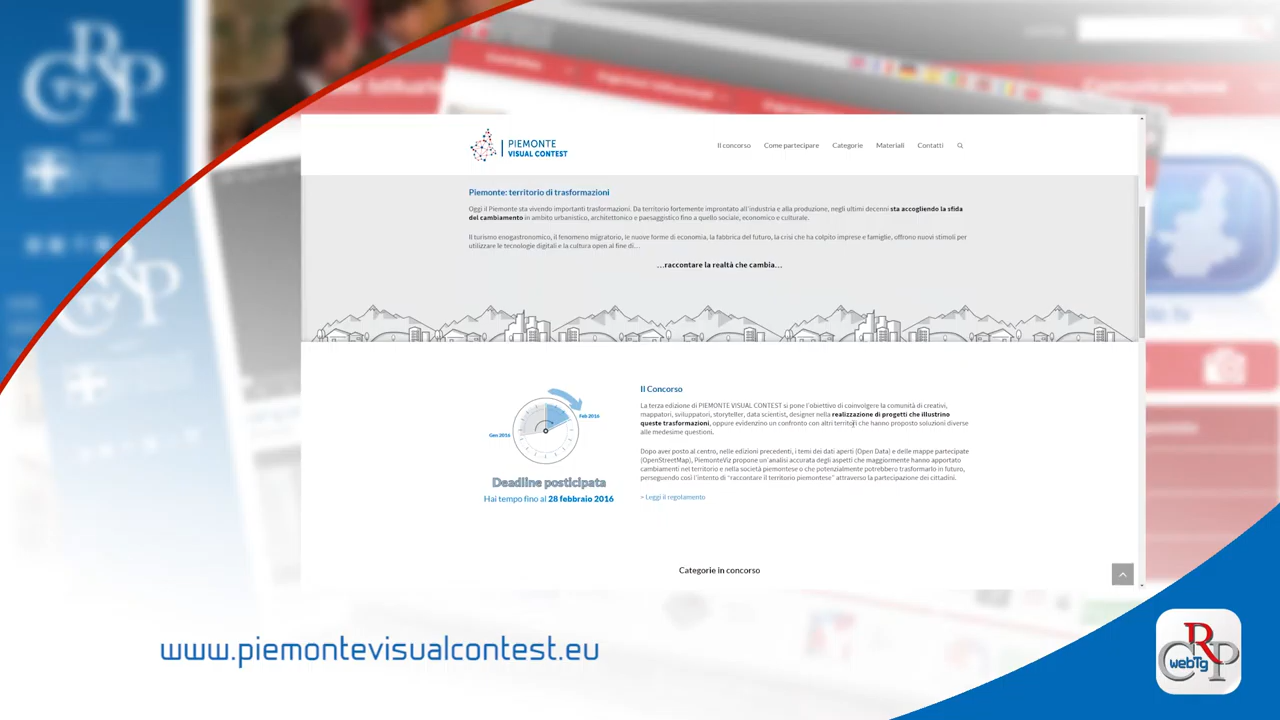 CRP
TV
Comunicazione
PIEMONTE
VISUAL CONTEST
Il concorso
Come partecipare
Categorie
Materiali
Contatti
Piemonte: territorio di trasformazioni
Oggi il Piemonte sta vivendo importanti trasformazioni. Da territorio fortemente improntato all'industria e alla produzione, negli ultimi decenni sta accogliendo la sfida
del cambiamento in ambito urbanistico, architettonico e paesaggistico fino a quello sociale, economico e culturale.
Il turismo enogastronomico, il fenomeno migratorio, le nuove forme di economia, la fabbrica del futuro, la crisi che ha colpito imprese e famiglie, offrono nuovi stimoli per
utilizzare le tecnologie digitali e la cultura open al fine di...
...raccontare la realtà che cambia...
Feb 2016
Gen 2016
Deadline posticipata
Hai tempo fino al 28 febbraio 2016
Il Concorso
La terza edizione di PIEMONTE VISUAL CONTEST si pone l'obiettivo di coinvolgere la comunità di creativi,
mappatori, sviluppatori, storyteller, data scientist, designer nella realizzazione di progetti che illustrino
queste trasformazioni, oppure evidenzino un confronto con altri territori che hanno proposto soluzioni diverse
alle medesime questioni.
Dopo aver posto al centro, nelle edizioni precedenti, i temi dei dati aperti (Open Data) e delle mappe partecipate
(OpenStreetMap), PiemonteViz propone un'analisi accurata degli aspetti che maggiormente hanno apportato
cambiamenti nel territorio e nella società piemontese o che potenzialmente potrebbero trasformarlo in futuro,
perseguendo così l'intento di "raccontare il territorio piemontese" attraverso la partecipazione dei cittadini.
> Leggi il regolamento
Categorie in concorso
www.piemontevisualcontest.eu
CRP
webTg